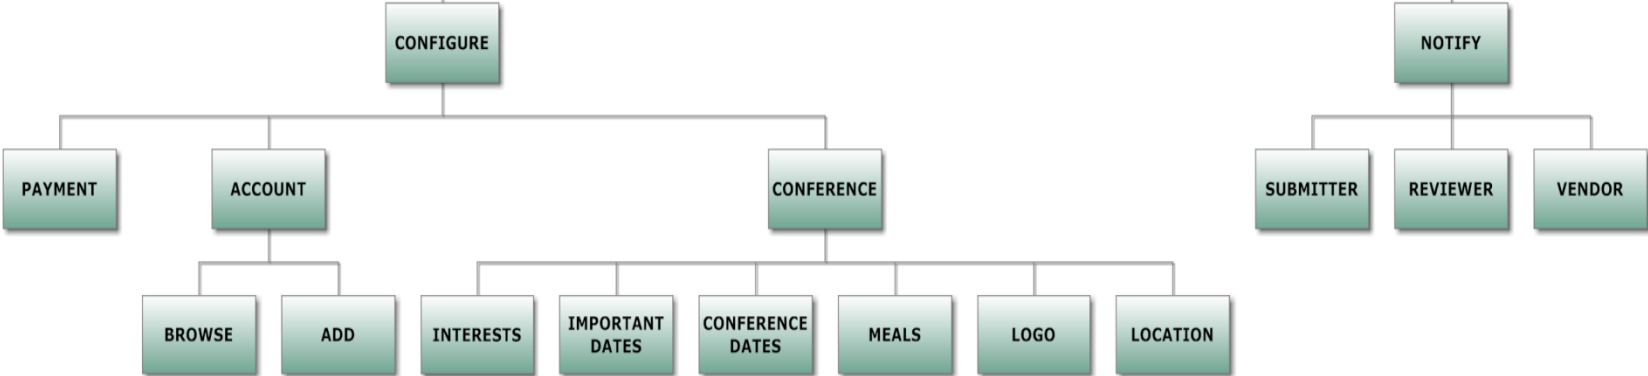 CONFIGURE
NOTIFY
PAYMENT
ACCOUNT
CONFERENCE
SUBMITTER
REVIEWER
VENDOR
BROWSE
ADD
INTERESTS
IMPORTANT
DATES
CONFERENCE
DATES
MEALS
LOGO
LOCATION